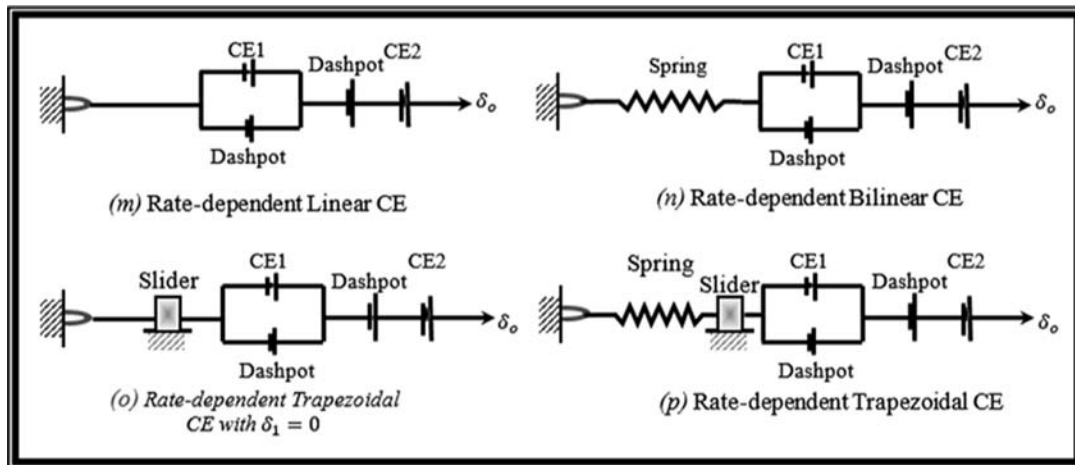 CE1
Dashpot
CE2
δₒ
Dashpot
(m) Rate-dependent Linear CE
Spring
CE1
Dashpot
CE2
δₒ
Dashpot
(n) Rate-dependent Bilinear CE
Slider
CE1
Dashpot
CE2
δₒ
Dashpot
(o) Rate-dependent Trapezoidal
CE with δ₁ = 0
Spring
Slider
CE1
Dashpot
CE2
δₒ
Dashpot
(p) Rate-dependent Trapezoidal CE